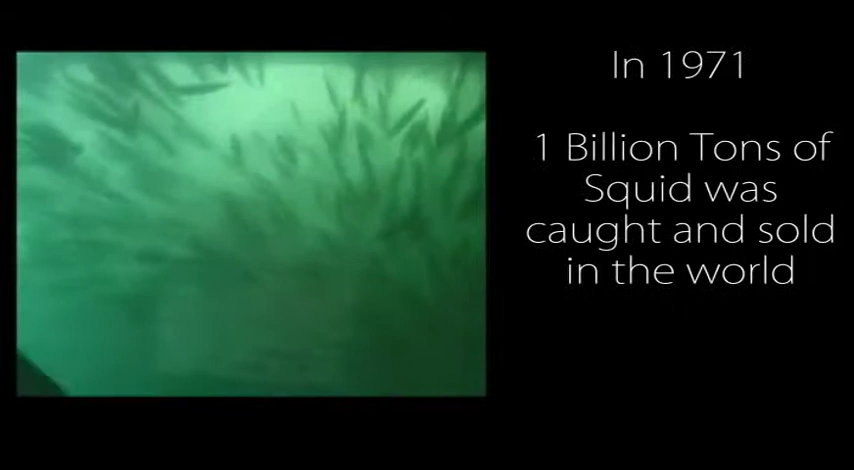 In 1971
1 Billion Tons of
Squid was
caught and sold
in the world